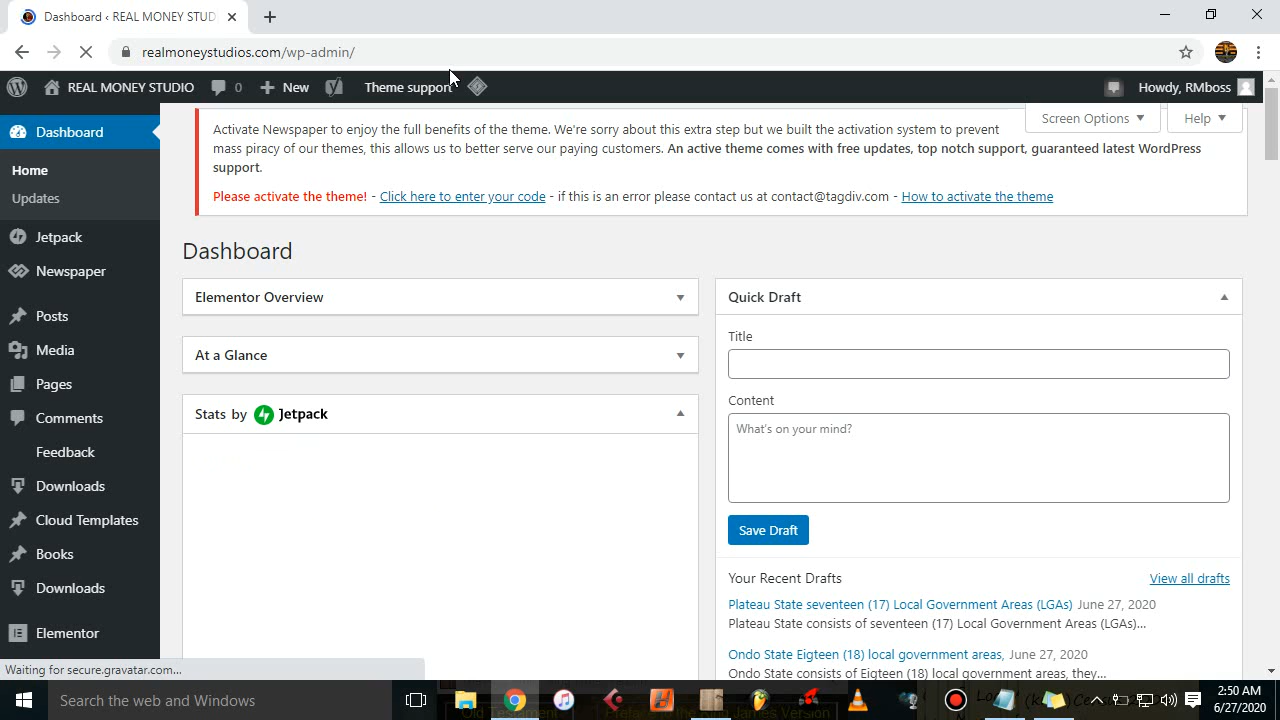 Dashboard ‹ REAL MONEY STUD
realmoneystudios.com/wp-admin/
REAL MONEY STUDIO
0
New
Theme support
Howdy, RMboss
Dashboard
Home
Updates
Jetpack
Newspaper
Posts
Media
Pages
Comments
Feedback
Downloads
Cloud Templates
Books
Downloads
Elementor
Screen Options
Help
Activate Newspaper to enjoy the full benefits of the theme. We're sorry about this extra step but we built the activation system to prevent
mass piracy of our themes, this allows us to better serve our paying customers. An active theme comes with free updates, top notch support, guaranteed latest WordPress
support.
Please activate the theme! - Click here to enter your code - if this is an error please contact us at contact@tagdiv.com - How to activate the theme
Dashboard
Elementor Overview
At a Glance
Stats by Jetpack
Quick Draft
Title
Content
What's on your mind?
Save Draft
Your Recent Drafts
View all drafts
Plateau State seventeen (17) Local Government Areas (LGAs) June 27, 2020
Plateau State consists of seventeen (17) Local Government Areas (LGAs)...
Ondo State Eigteen (18) local government areas, June 27, 2020
Ondo State consists of Eigteen (18) local government areas, they...
Waiting for secure.gravatar.com...
Search the web and Windows
2:50 AM
6/27/2020